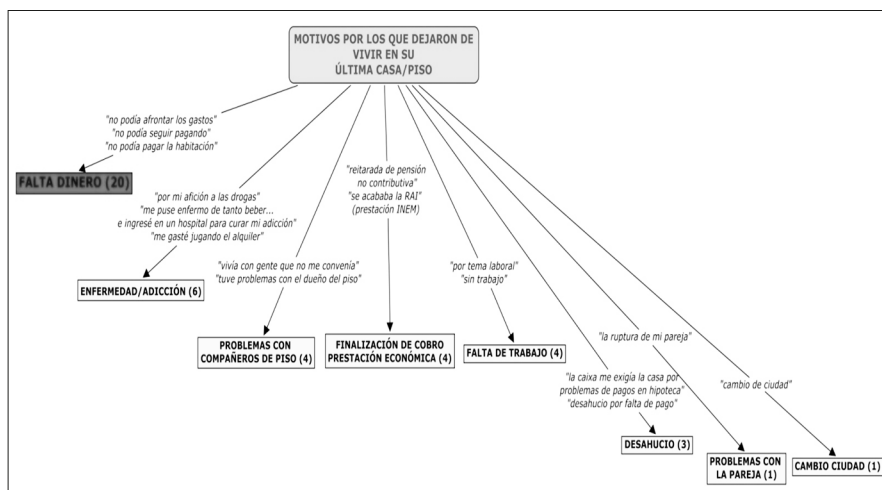 MOTIVOS POR LOS QUE DEJARON DE
VIVIR EN SU
ÚLTIMA CASA/PISO
"no podía afrontar los gastos"
"no podía seguir pagando"
"no podía pagar la habitación"
FALTA DINERO (20)
"por mi afición a las drogas"
"me puse enfermo de tanto beber...
e ingresé en un hospital para curar mi adicción"
"me gasté jugando el alquiler"
ENFERMEDAD/ADICCIÓN (6)
"vivía con gente que no me convenía"
"tuve problemas con el dueño del piso"
PROBLEMAS CON
COMPAÑEROS DE PISO (4)
"reitarada de pensión
no contributiva"
"se acababa la RAI"
(prestación INEM)
FINALIZACIÓN DE COBRO
PRESTACIÓN ECONÓMICA (4)
"por tema laboral"
"sin trabajo"
FALTA DE TRABAJO (4)
"la caixa me exigía la casa por
problemas de pagos en hipoteca"
"desahucio por falta de pago"
DESAHUCIO (3)
"la ruptura de mi pareja"
PROBLEMAS CON
LA PAREJA (1)
"cambio de ciudad"
CAMBIO CIUDAD (1)